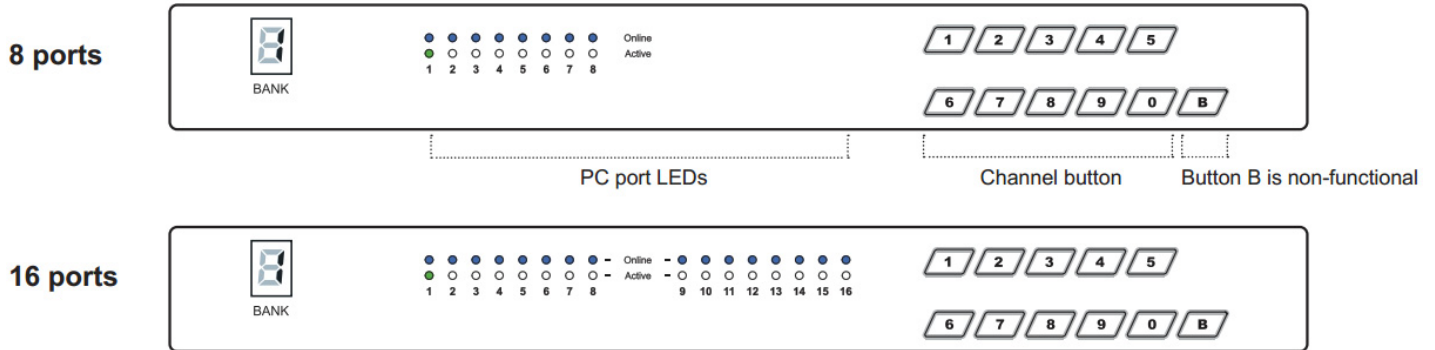 8 ports
1
BANK
Online
Active
1 2 3 4 5 6 7 8
1 2 3 4 5
6 7 8 9 0 B
PC port LEDs
Channel button
Button B is non-functional
16 ports
1
BANK
- Online -
- Active -
1 2 3 4 5 6 7 8 9 10 11 12 13 14 15 16
1 2 3 4 5
6 7 8 9 0 B